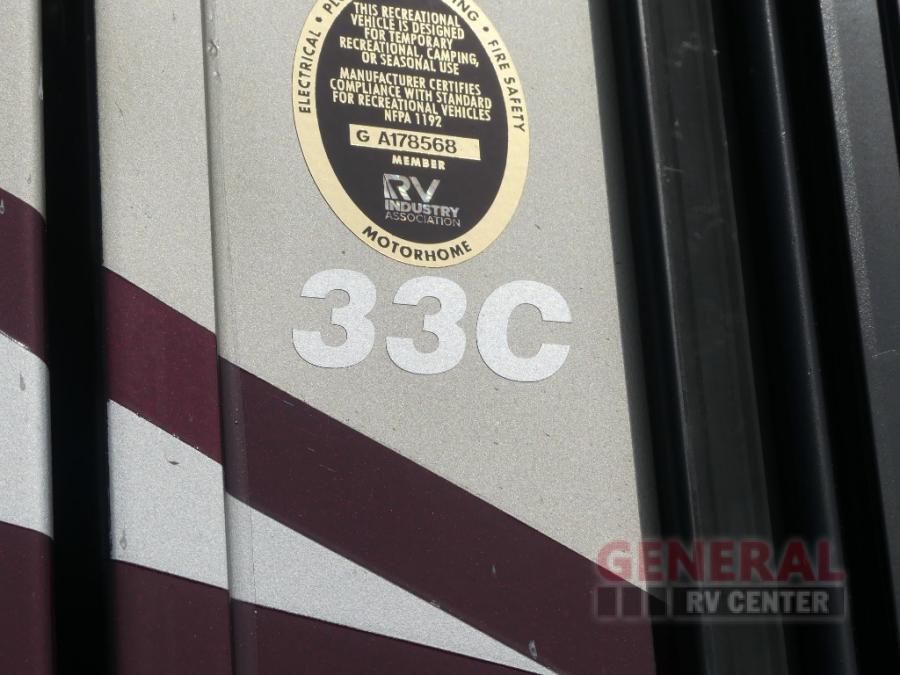 ELECTRICAL • FIRE SAFETY
THIS RECREATIONAL
VEHICLE IS DESIGNED
FOR TEMPORARY
RECREATIONAL, CAMPING,
OR SEASONAL USE
MANUFACTURER CERTIFIES
COMPLIANCE WITH STANDARD
FOR RECREATIONAL VEHICLES
NFPA 1192
G A178568
MEMBER
RV
INDUSTRY
ASSOCIATION
MOTORHOME
33C
GENERAL
RV CENTER